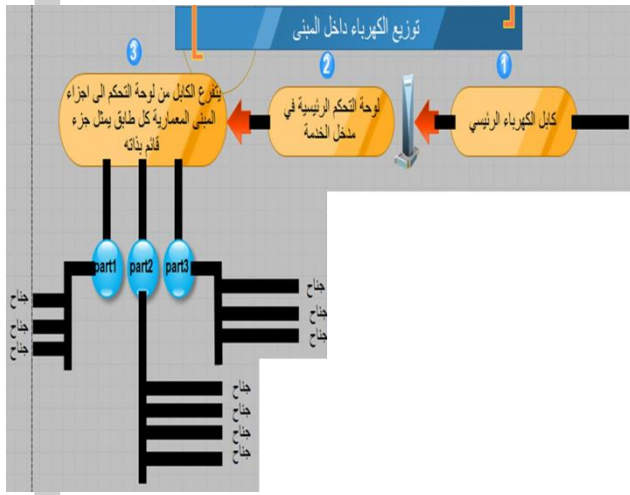 توزيع الكهرباء داخل المبنى
1
كابل الكهرباء الرئيسي
2
لوحة التحكم الرئيسية في
مدخل الخدمة
3
يتفرع الكابل من لوحة التحكم الى اجزاء
المبنى المعمارية كل طابق يمثل جزء
قائم بذاته
part1
part2
part3
جناح
جناح
جناح
جناح
جناح
جناح
جناح
جناح
جناح
جناح